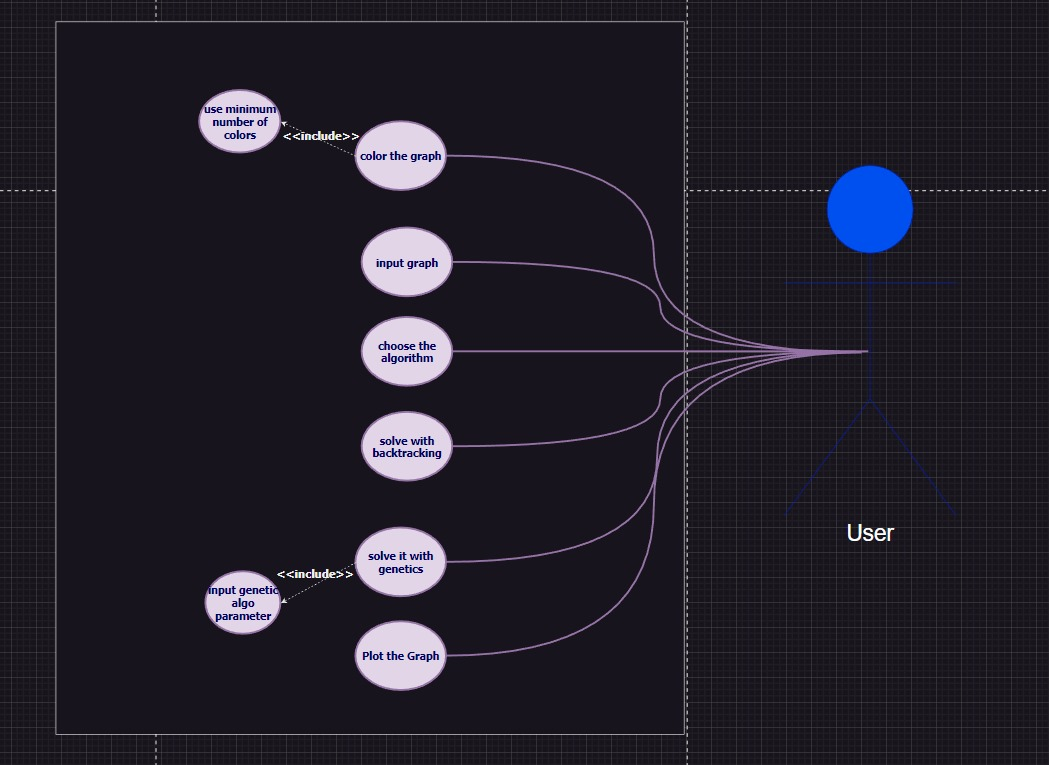 use minimum
number of
colors
<<include>>
color the graph
input graph
choose the
algorithm
solve with
backtracking
solve it with
genetics
<<include>>
input genetic
algo
parameter
Plot the Graph
User